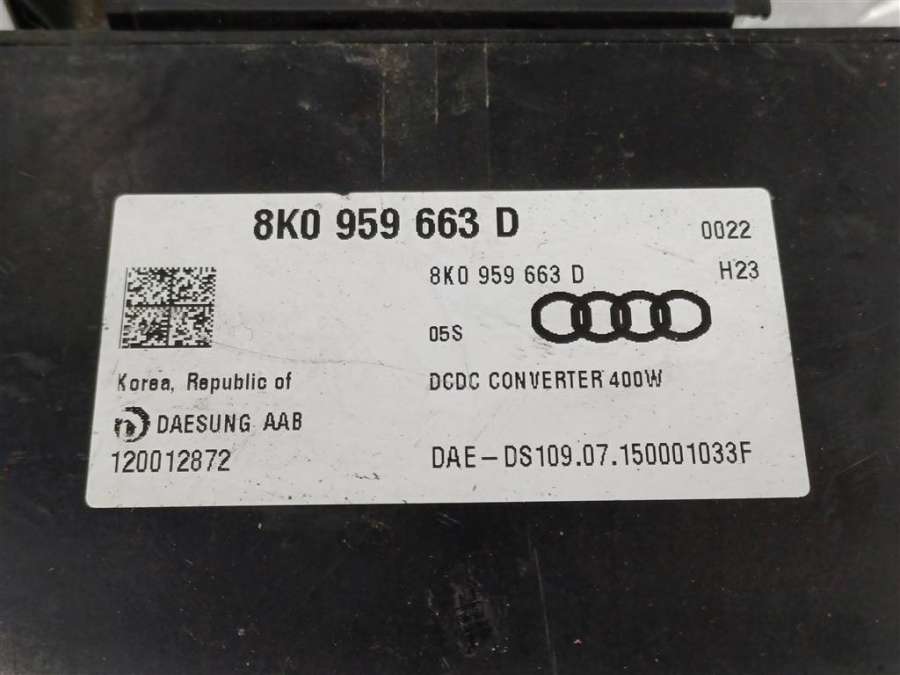 8K0 959 663 D
0022
8K0 959 663 D
H23
05S
Korea, Republic of
DCDC CONVERTER 400W
DAESUNG AAB
120012872
DAE-DS109.07.150001033F